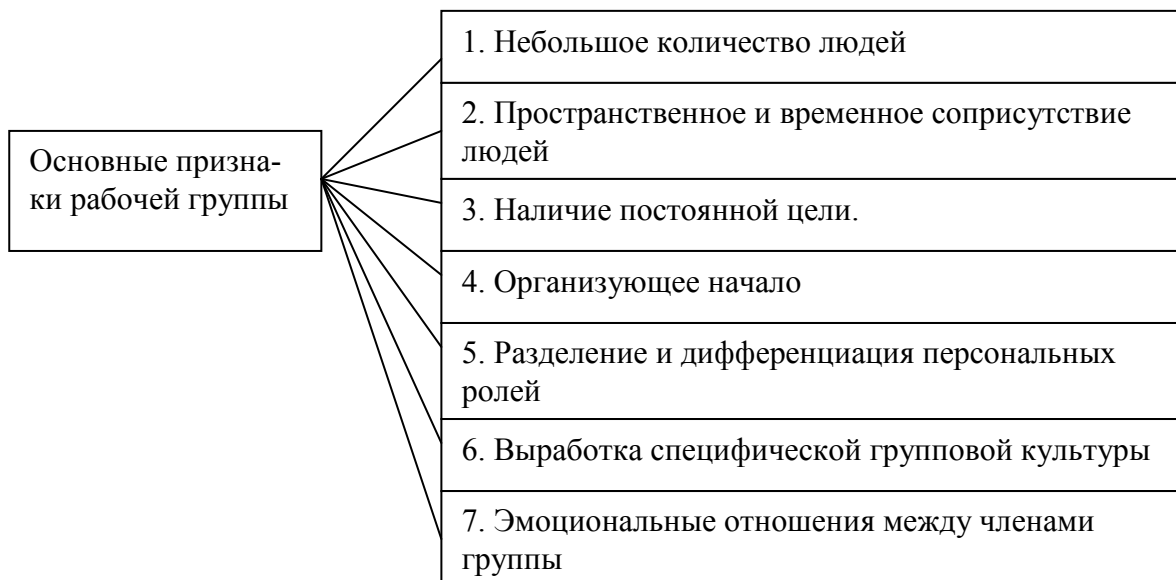 Основные призна-
ки рабочей группы
1. Небольшое количество людей
2. Пространственное и временное соприсутствие
людей
3. Наличие постоянной цели.
4. Организующее начало
5. Разделение и дифференциация персональных
ролей
6. Выработка специфической групповой культуры
7. Эмоциональные отношения между членами
группы